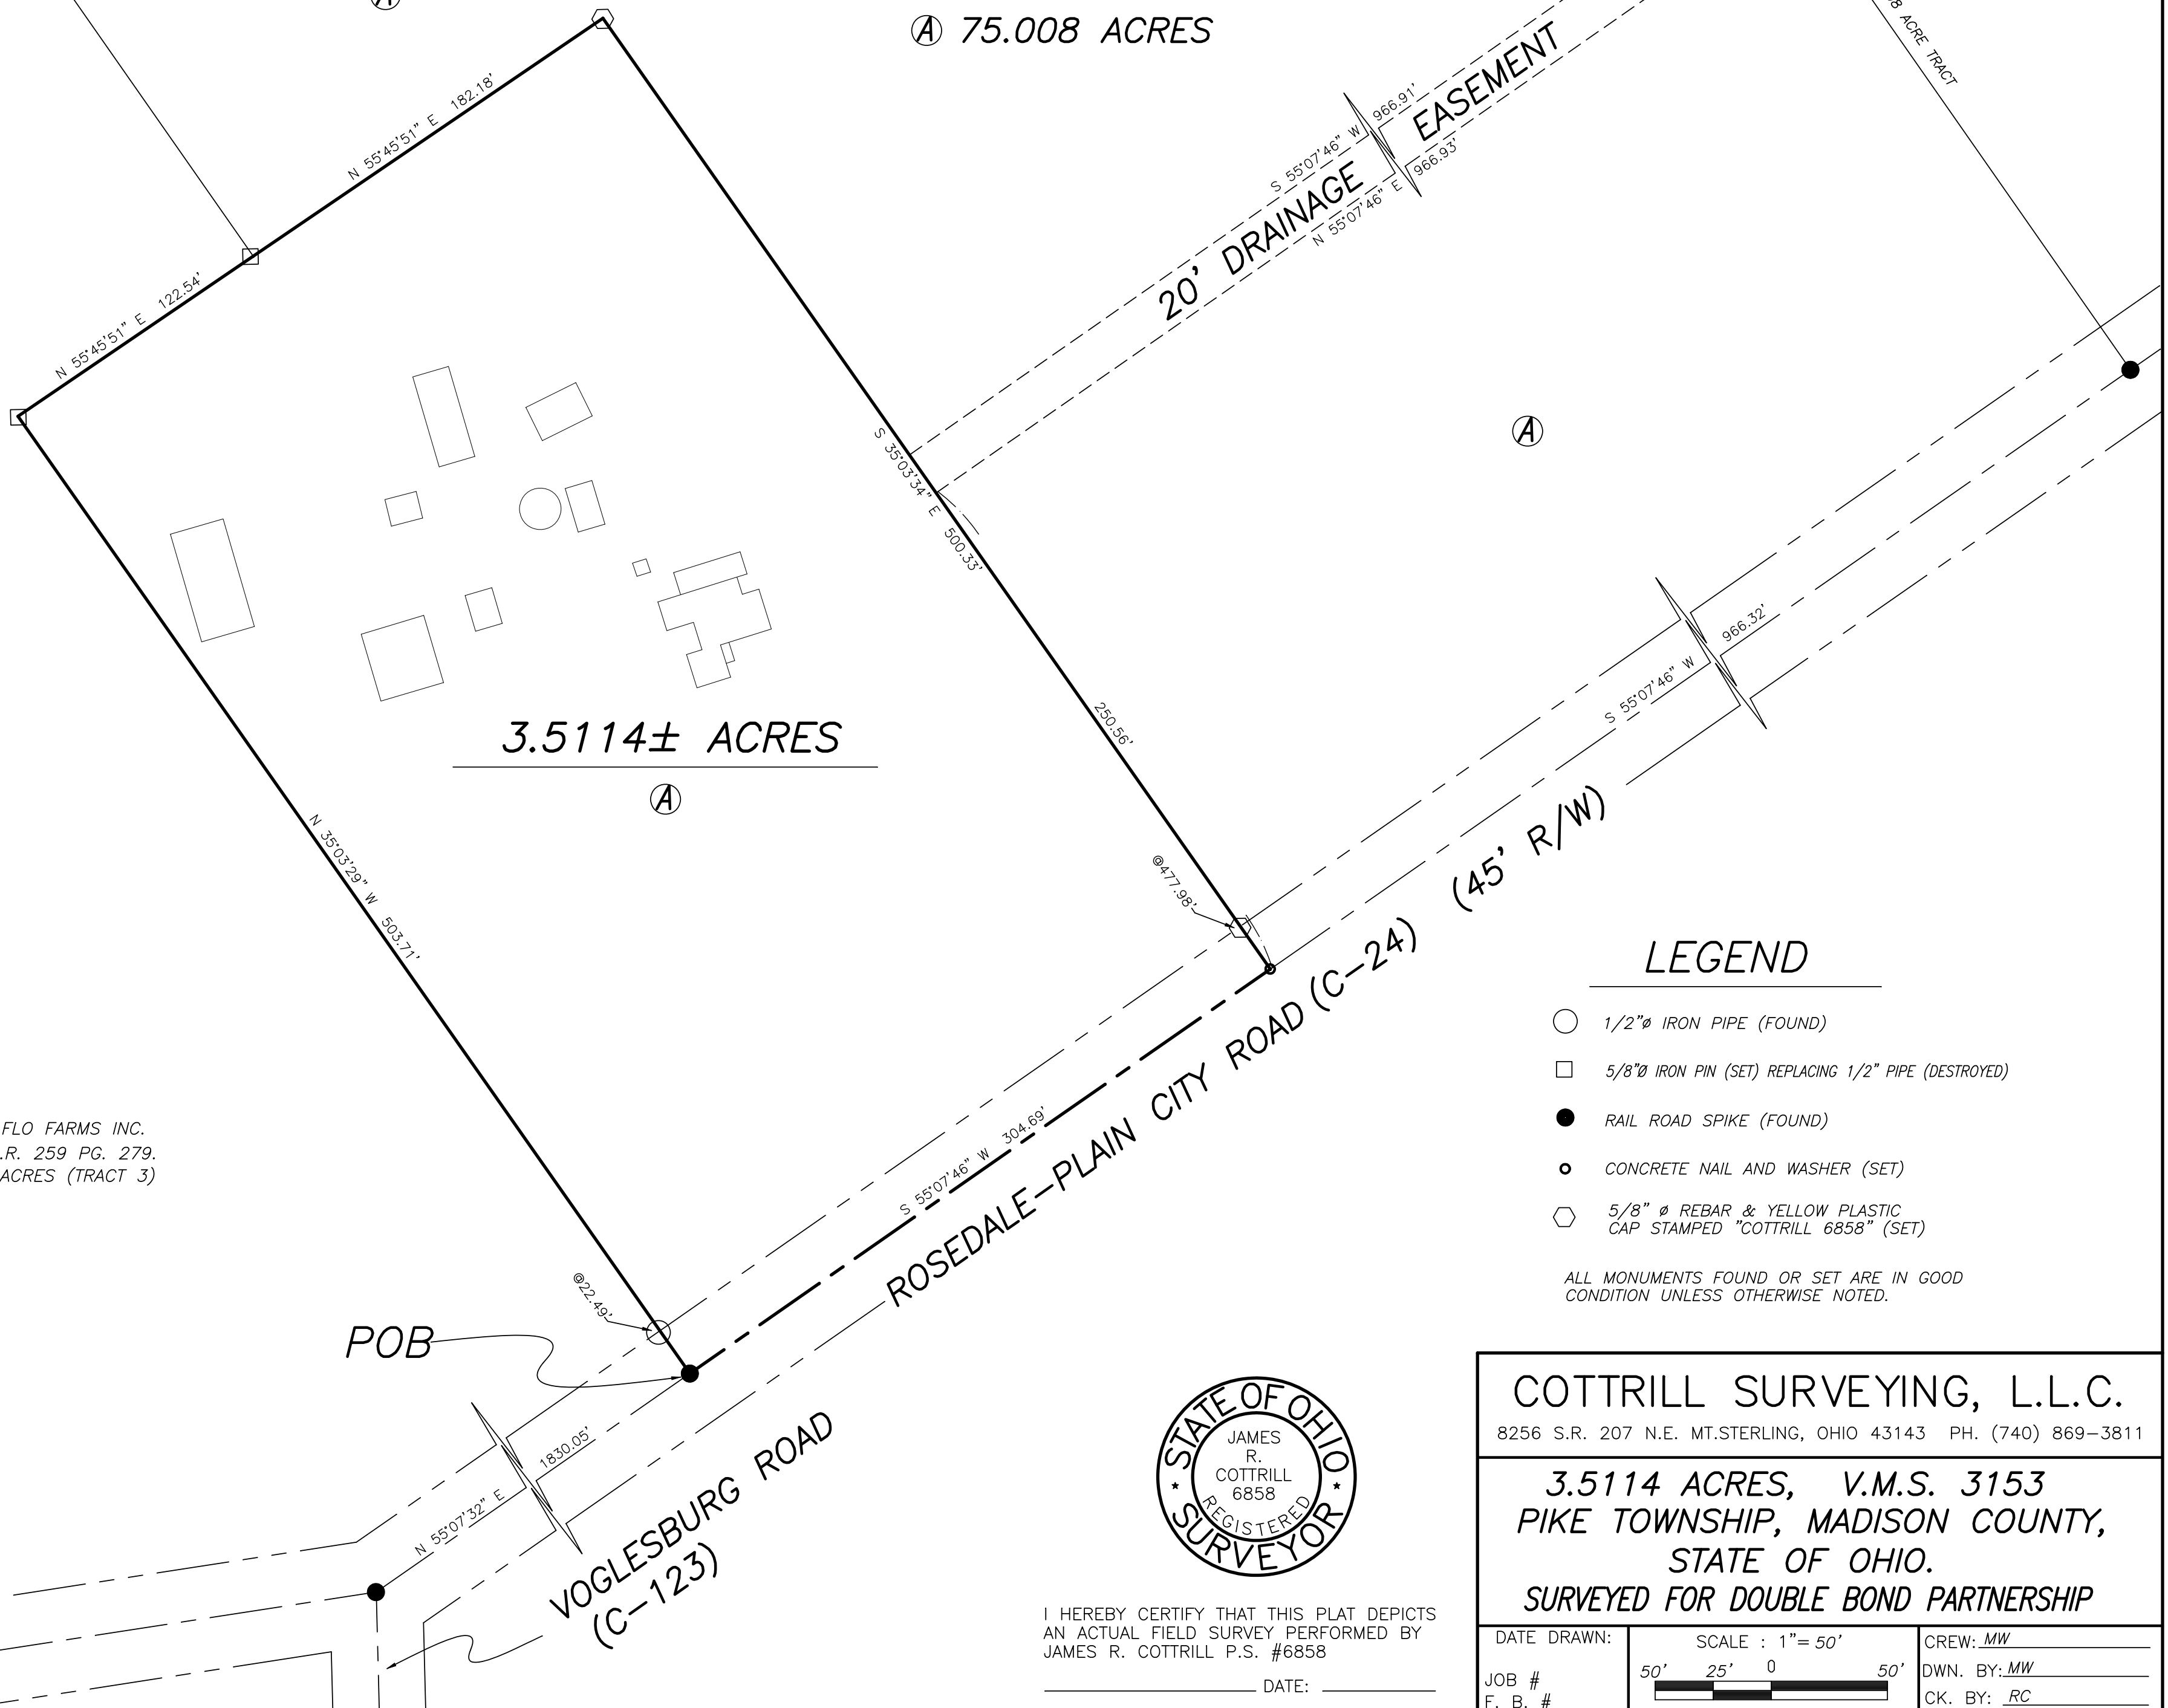 Ⓐ 75.008 ACRES
ACRE TRACT
N 55°45'51" E 182.18'
N 55°45'51" E 122.54'
S 55°07'46" W 966.91'
20' DRAINAGE EASEMENT
N 55°07'46" E 966.93'
S 35°03'34" E 500.33'
Ⓐ
250.56'
S 55°07'46" W 966.32'
3.5114± ACRES
Ⓐ
N 35°03'29" W 503.71'
@477.98'
ROSEDALE-PLAIN CITY ROAD (C-24) (45' R/W)
S 55°07'46" W 304.69'
FLO FARMS INC.
.R. 259 PG. 279.
ACRES (TRACT 3)
@22.49'
POB
N 55°07'32" E 1830.05'
VOGLESBURG ROAD
(C-123)
LEGEND
1/2"ø IRON PIPE (FOUND)
5/8"Ø IRON PIN (SET) REPLACING 1/2" PIPE (DESTROYED)
RAIL ROAD SPIKE (FOUND)
CONCRETE NAIL AND WASHER (SET)
5/8" ø REBAR & YELLOW PLASTIC
CAP STAMPED "COTTRILL 6858" (SET)
ALL MONUMENTS FOUND OR SET ARE IN GOOD
CONDITION UNLESS OTHERWISE NOTED.
STATE OF OHIO
JAMES
R.
COTTRILL
6858
REGISTERED
SURVEYOR
I HEREBY CERTIFY THAT THIS PLAT DEPICTS
AN ACTUAL FIELD SURVEY PERFORMED BY
JAMES R. COTTRILL P.S. #6858
DATE:
COTTRILL SURVEYING, L.L.C.
8256 S.R. 207 N.E. MT.STERLING, OHIO 43143 PH. (740) 869-3811
3.5114 ACRES, V.M.S. 3153
PIKE TOWNSHIP, MADISON COUNTY,
STATE OF OHIO.
SURVEYED FOR DOUBLE BOND PARTNERSHIP
DATE DRAWN:
JOB #
F. B. #
SCALE : 1"= 50'
50' 25' 0 50'
CREW: MW
DWN. BY: MW
CK. BY: RC